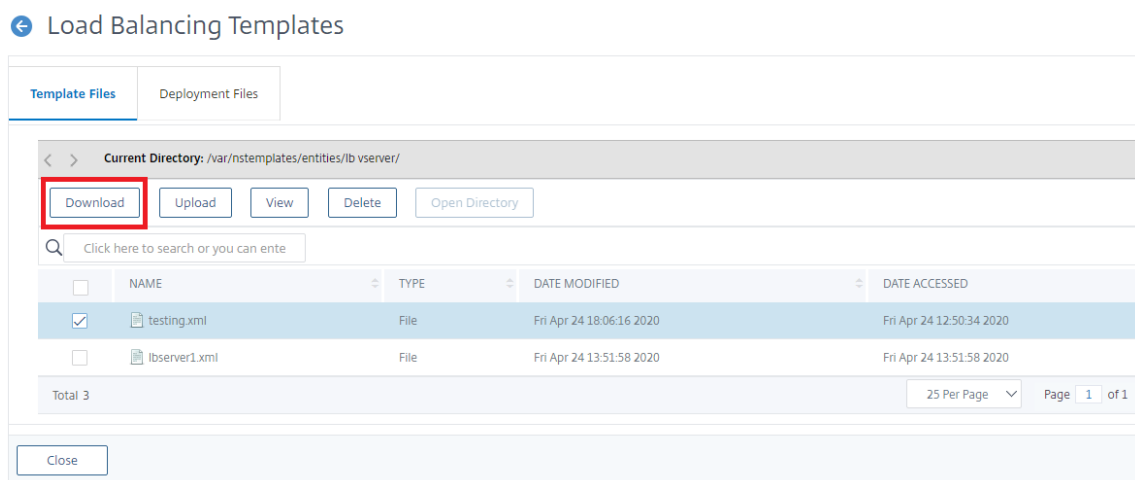 Load Balancing Templates
Template Files Deployment Files
Current Directory: /var/nstemplates/entities/lb vserver/
Download Upload View Delete Open Directory
Click here to search or you can ente
NAME TYPE DATE MODIFIED DATE ACCESSED
testing.xml File Fri Apr 24 18:06:16 2020 Fri Apr 24 12:50:34 2020
lbserver1.xml File Fri Apr 24 13:51:58 2020 Fri Apr 24 13:51:58 2020
Total 3 25 Per Page Page 1 of 1
Close